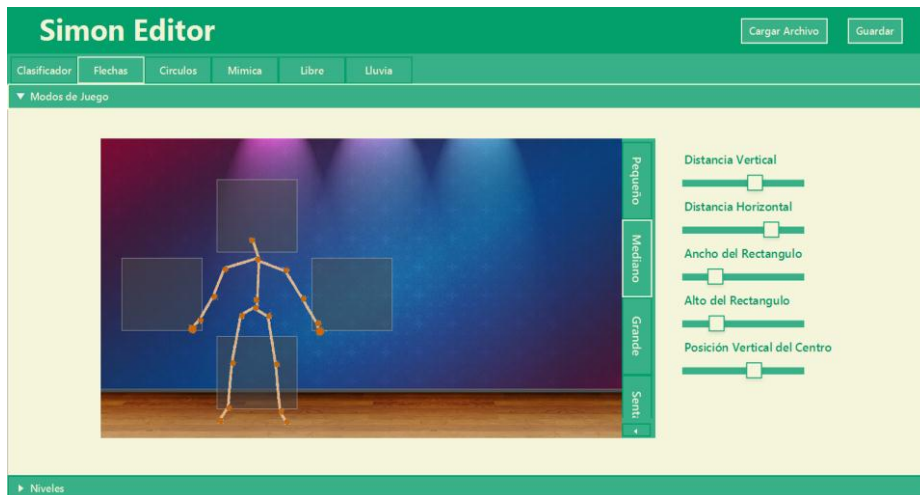 Simon Editor
Cargar Archivo
Guardar
Clasificador
Flechas
Circulos
Mimica
Libre
Lluvia
Modos de Juego
Pequeño
Mediano
Grande
Distancia Vertical
Distancia Horizontal
Ancho del Rectangulo
Alto del Rectangulo
Posición Vertical del Centro
Niveles